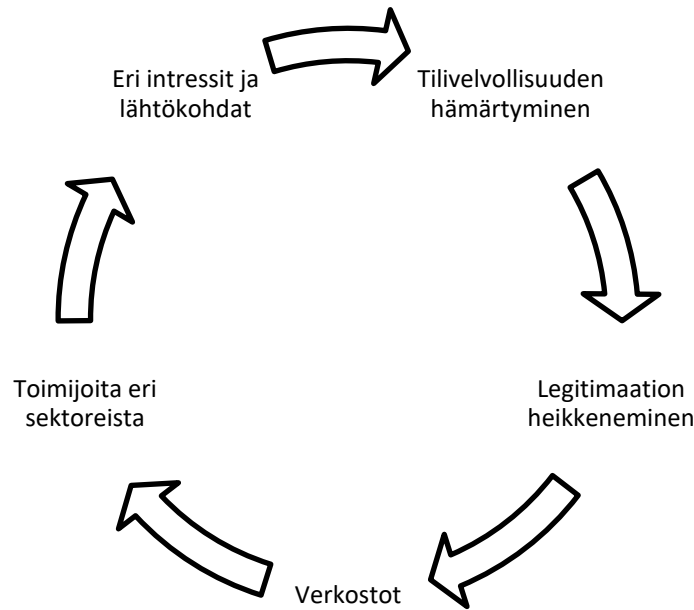 Eri intressit ja
lähtökohdat
Tilivelvollisuuden
hämärtyminen
Legitimaation
heikkeneminen
Verkostot
Toimijoita eri
sektoreista